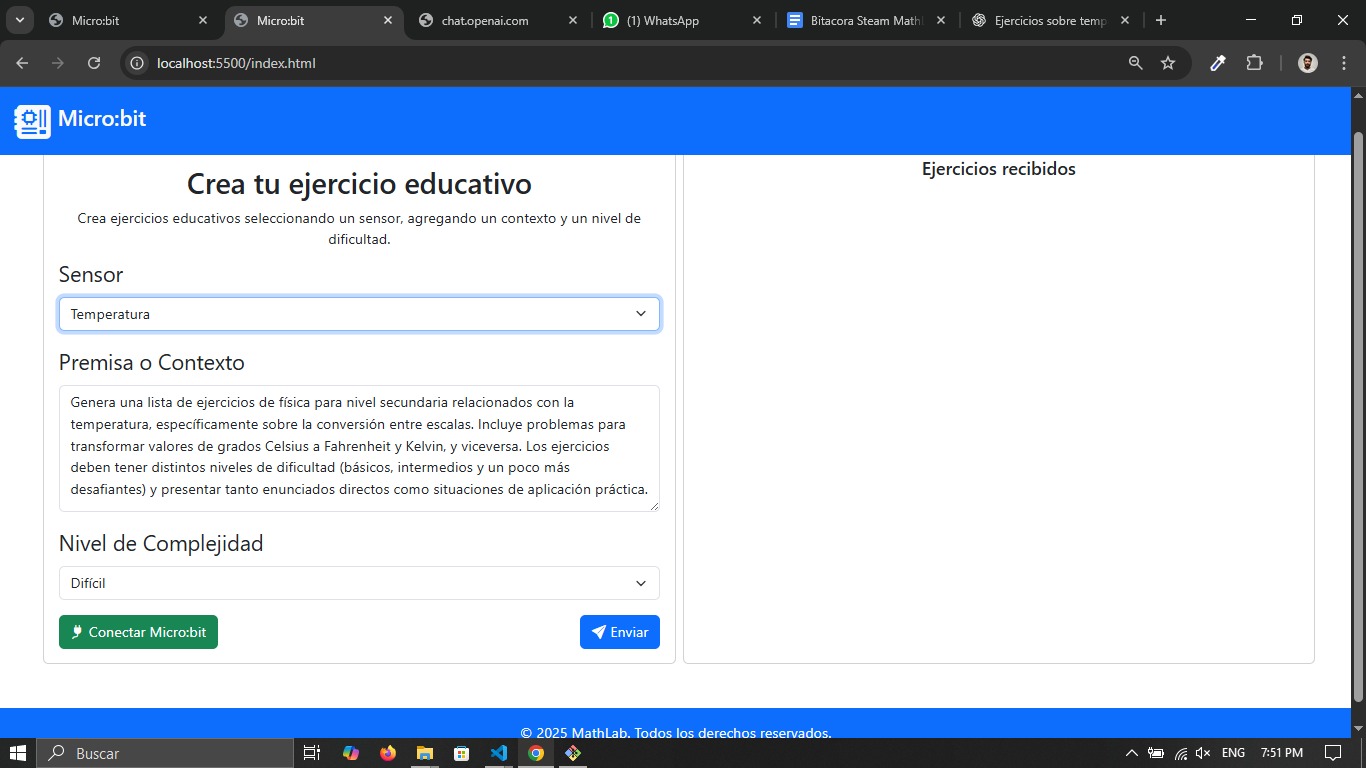 Micro:bit
Micro:bit
chat.openai.com
(1) WhatsApp
Bitacora Steam Math
Ejercicios sobre temp
localhost:5500/index.html
Micro:bit
Crea tu ejercicio educativo
Crea ejercicios educativos seleccionando un sensor, agregando un contexto y un nivel de
dificultad.
Sensor
Temperatura
Premisa o Contexto
Genera una lista de ejercicios de física para nivel secundaria relacionados con la
temperatura, específicamente sobre la conversión entre escalas. Incluye problemas para
transformar valores de grados Celsius a Fahrenheit y Kelvin, y viceversa. Los ejercicios
deben tener distintos niveles de dificultad (básicos, intermedios y un poco más
desafiantes) y presentar tanto enunciados directos como situaciones de aplicación práctica.
Nivel de Complejidad
Difícil
Conectar Micro:bit
Enviar
Ejercicios recibidos
© 2025 MathLab. Todos los derechos reservados.
Buscar
ENG
7:51 PM